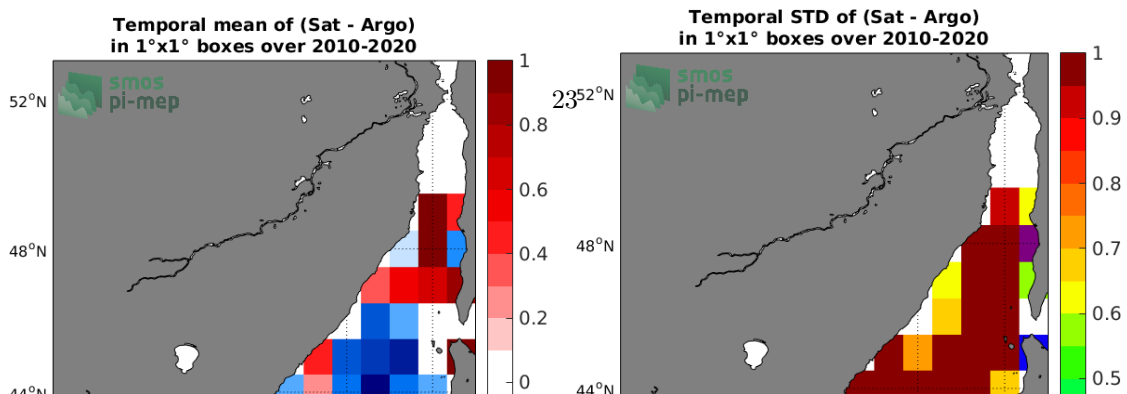 Temporal mean of (Sat - Argo)
in 1°x1° boxes over 2010-2020
smos
pi-mep
52°N
48°N
44°N
1
0.8
0.6
0.4
0.2
0
23
Temporal STD of (Sat - Argo)
in 1°x1° boxes over 2010-2020
smos
pi-mep
52°N
48°N
44°N
1
0.9
0.8
0.7
0.6
0.5